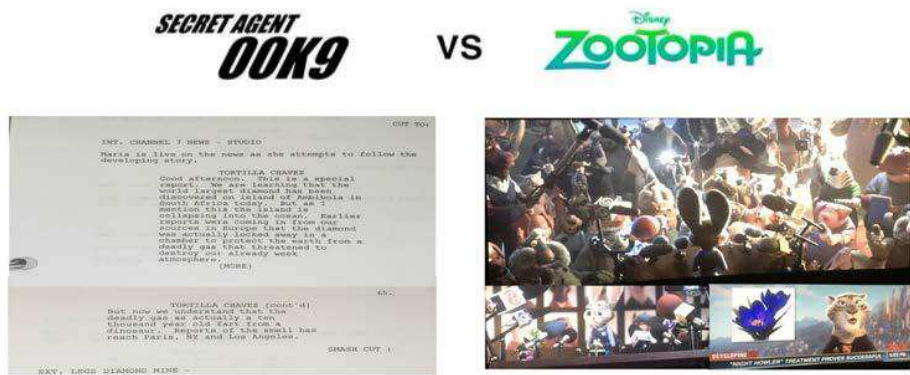 SECRET AGENT
OOK9
VS
Disney
ZOOTOPIA
CUT TO:
INT. CHANNEL 7 NEWS - STUDIO
Maria is live on the news as she attempts to follow the
developing story.
TORTILLA CHAVEZ
Good afternoon. This is a special
report. We are learning that the
world largest diamond has been
discovered on island of Ambihola in
South Africa today. But as I
mention this the island is
collapsing into the ocean. Earlier
reports were coming in from our
sources in Europe that the diamond
was actually locked away in a
chamber to protect the earth from a
deadly gas that threatened to
destroy our already week
atmosphere.
(MORE)
65.
TORTILLA CHAVEZ (cont'd)
But now we understand that the
deadly gas as actually a ten
thousand year old fart from a
dinosaur. Reports of the smell has
reach Paris, NY and Los Angeles.
SMASH CUT :
EXT. LEGS DIAMOND MINE -
DEVELOPING
"NIGHT HOWLER" TREATMENT PROVES SUCCESSFUL